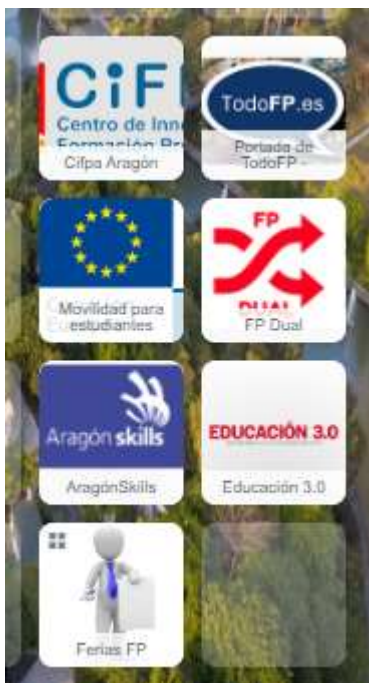 CiF
Centro de Inn
Formación Pr
Cifpa Aragón
TodoFP.es
Portada de
TodoFP -
Movilidad para
estudiantes
FP
DUAL
FP Dual
Aragón skills
AragónSkills
EDUCACIÓN 3.0
Educación 3.0
Ferias FP